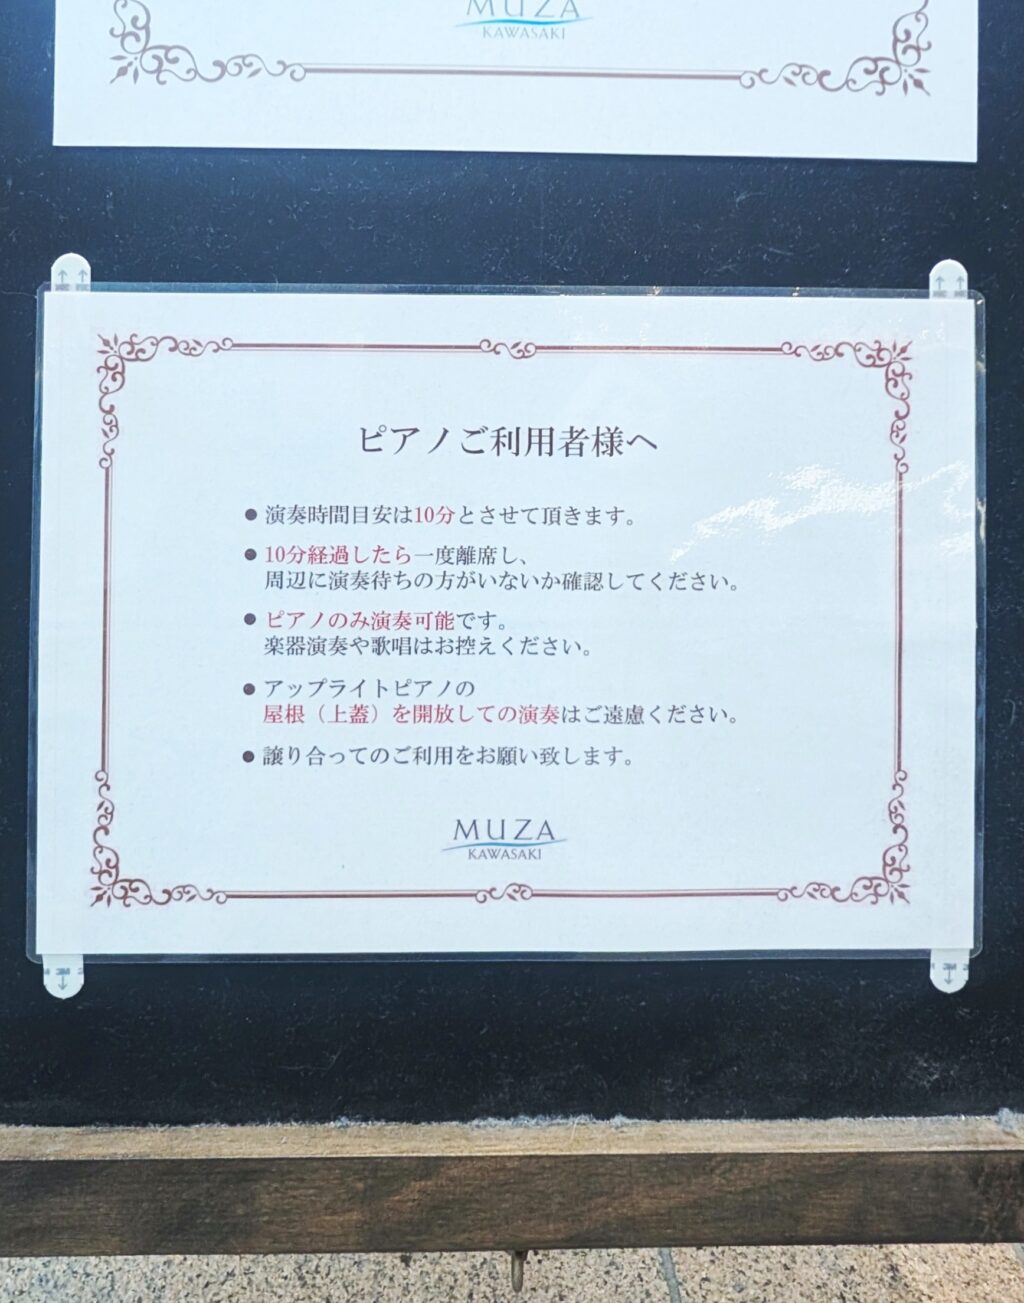 MUZA
KAWASAKI
ピアノご利用者様へ
●演奏時間目安は10分とさせて頂きます。
●10分経過したら一度離席し、
周辺に演奏待ちの方がいないか確認してください。
●ピアノのみ演奏可能です。
楽器演奏や歌唱はお控えください。
●アップライトピアノの
屋根（上蓋）を開放しての演奏はご遠慮ください。
●譲り合ってのご利用をお願い致します。
MUZA
KAWASAKI